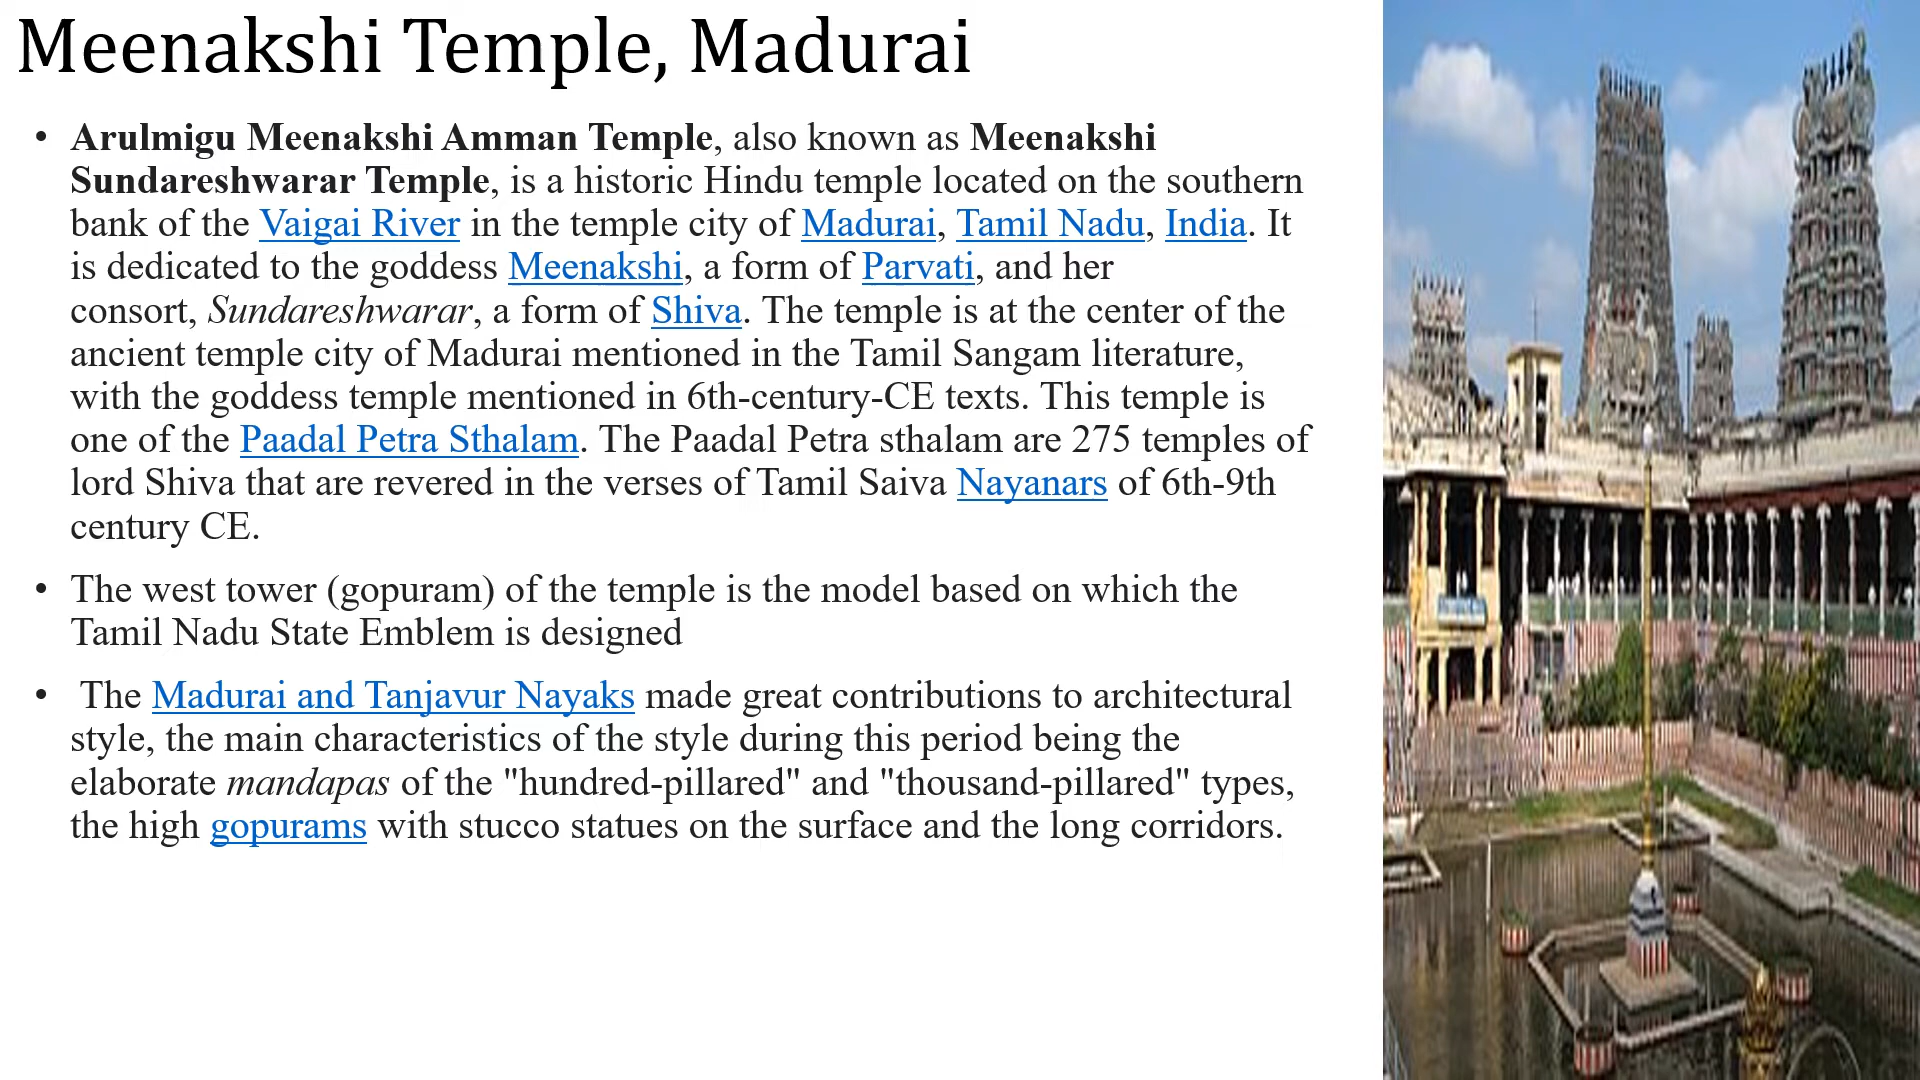 Meenakshi Temple, Madurai
• Arulmigu Meenakshi Amman Temple, also known as Meenakshi
Sundareshwarar Temple, is a historic Hindu temple located on the southern
bank of the Vaigai River in the temple city of Madurai, Tamil Nadu, India. It
is dedicated to the goddess Meenakshi, a form of Parvati, and her
consort, Sundareshwarar, a form of Shiva. The temple is at the center of the
ancient temple city of Madurai mentioned in the Tamil Sangam literature,
with the goddess temple mentioned in 6th-century-CE texts. This temple is
one of the Paadal Petra Sthalam. The Paadal Petra sthalam are 275 temples of
lord Shiva that are revered in the verses of Tamil Saiva Nayanars of 6th-9th
century CE.
• The west tower (gopuram) of the temple is the model based on which the
Tamil Nadu State Emblem is designed
• The Madurai and Tanjavur Nayaks made great contributions to architectural
style, the main characteristics of the style during this period being the
elaborate mandapas of the "hundred-pillared" and "thousand-pillared" types,
the high gopurams with stucco statues on the surface and the long corridors.